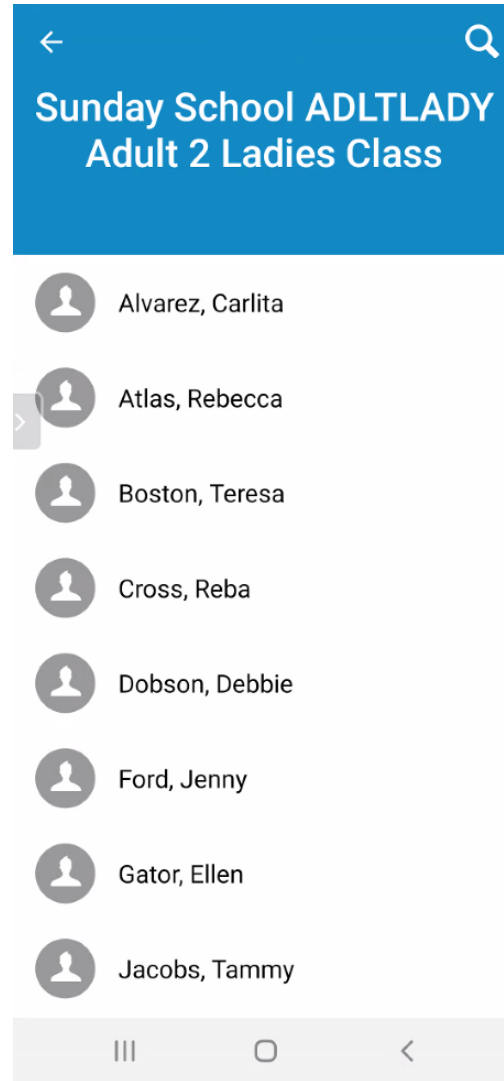 Sunday School ADLTLADY
Adult 2 Ladies Class
Alvarez, Carlita
Atlas, Rebecca
Boston, Teresa
Cross, Reba
Dobson, Debbie
Ford, Jenny
Gator, Ellen
Jacobs, Tammy